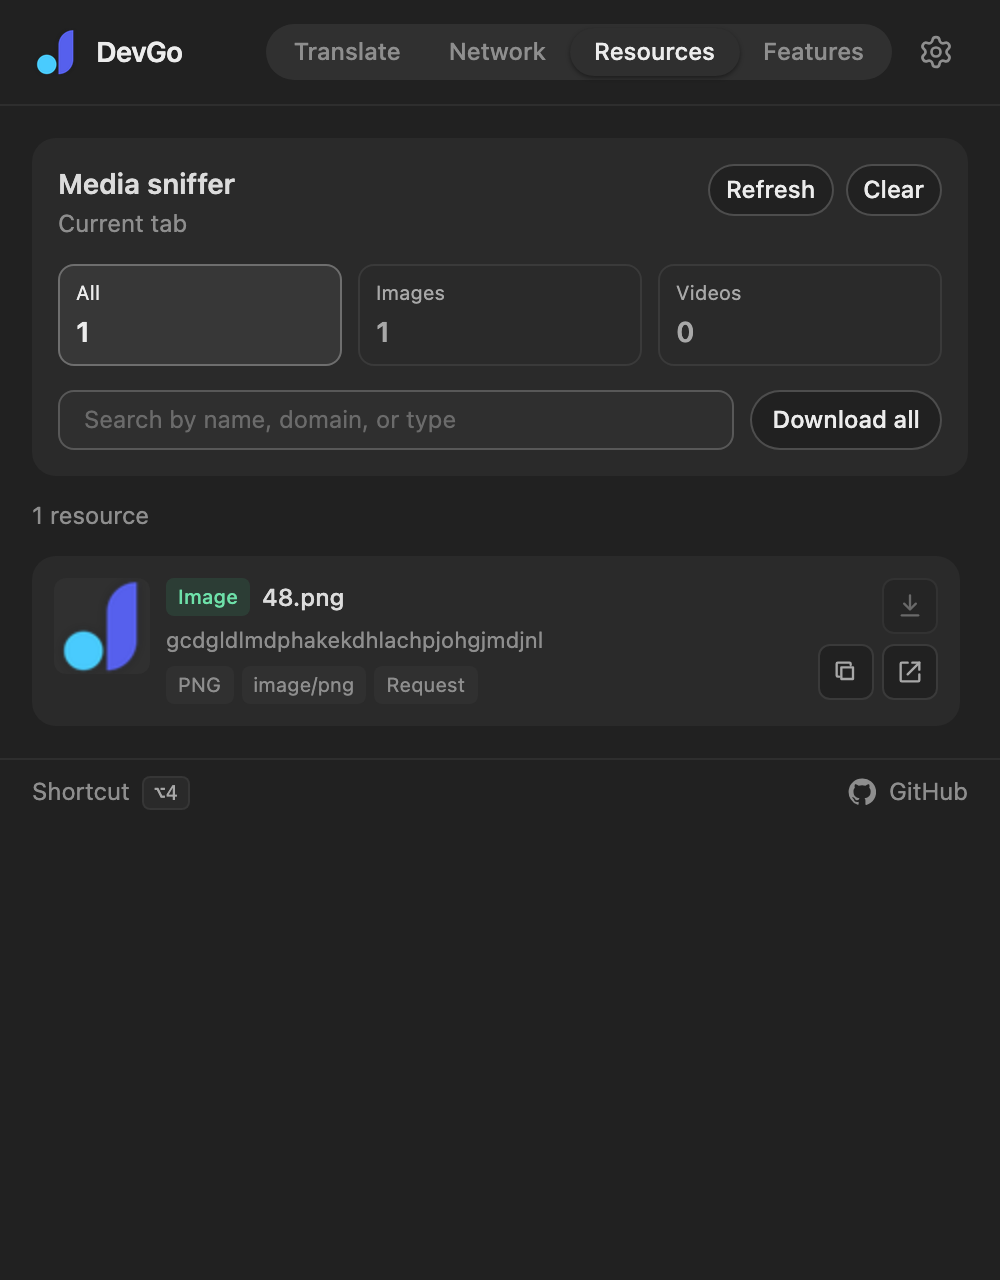 DevGo
Translate Network Resources Features
Media sniffer
Current tab
Refresh Clear
All
1
Images
1
Videos
0
Search by name, domain, or type
Download all
1 resource
Image 48.png
gcdgldlmdphakekdhlachpjohgjmdjnl
PNG image/png Request
Shortcut ⌥4
GitHub